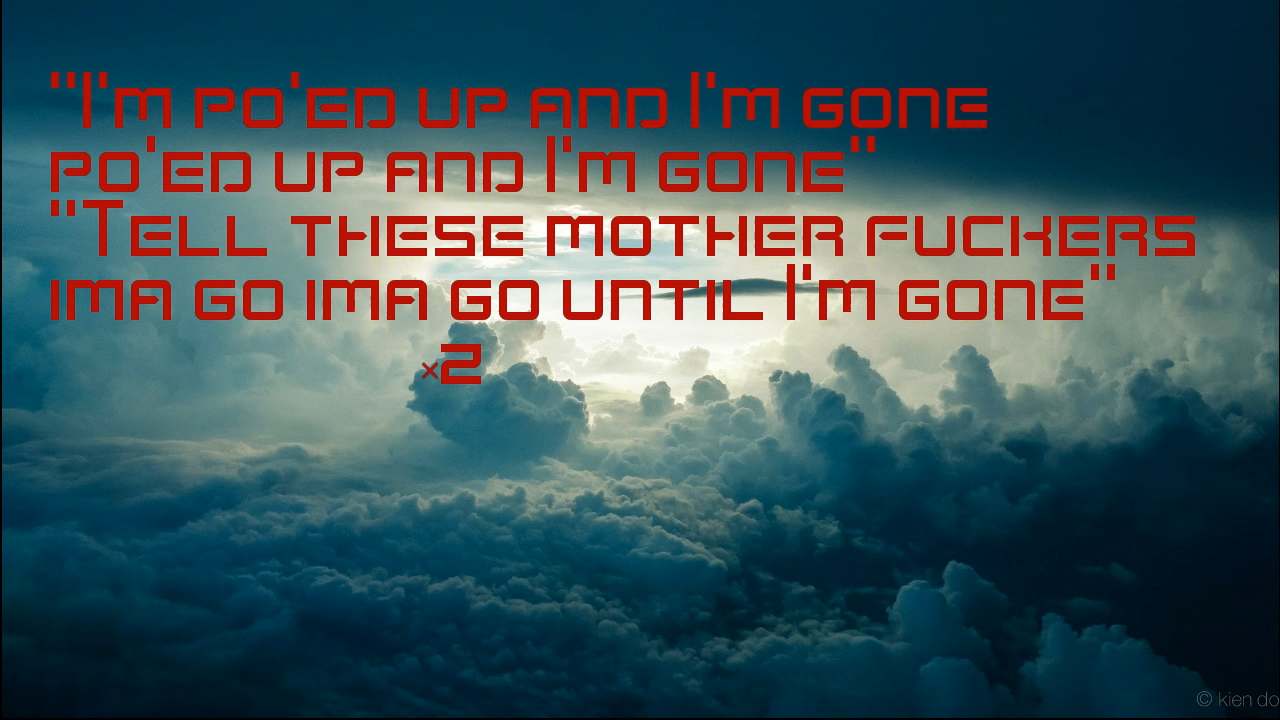 "I'm po'ed up and I'm gone
po'ed up and I'm gone"
"Tell these mother fuckers
ima go ima go until I'm gone"
×2
© kien do